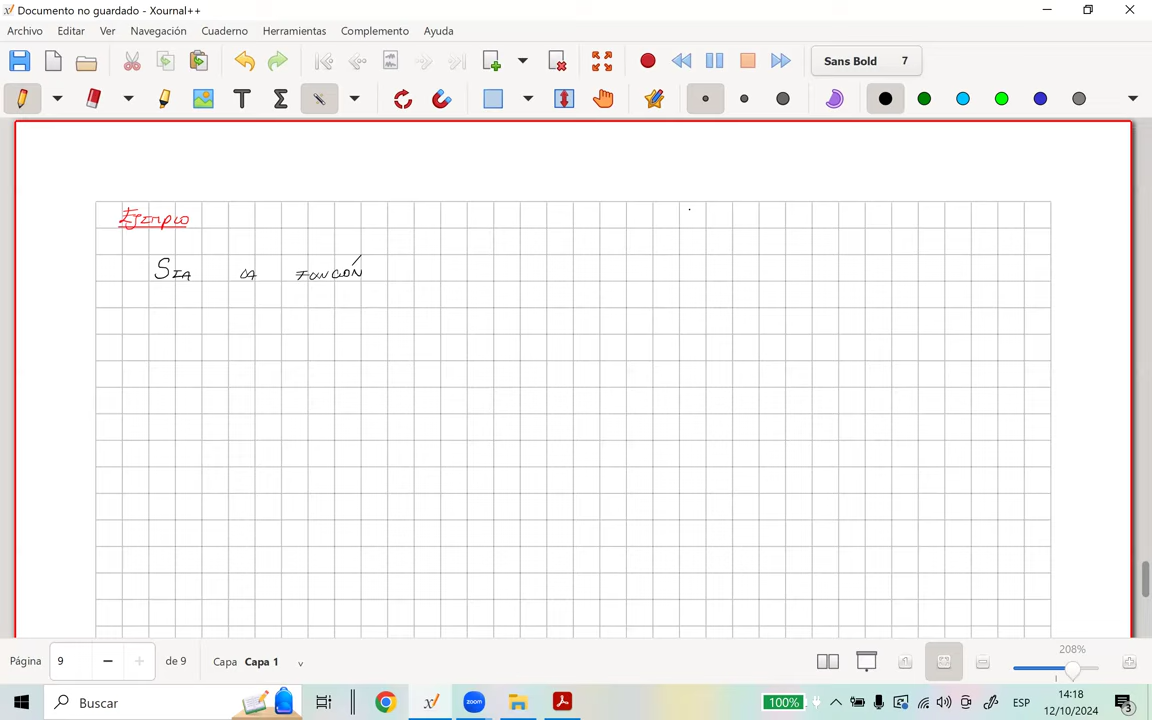 Documento no guardado - Xournal++
Archivo Editar Ver Navegación Cuaderno Herramientas Complemento Ayuda
Sans Bold 7
Ejemplo
SEA LA FUNCIÓN
Página 9 de 9 Capa Capa 1
208%
Buscar
100%
ESP
14:18
12/10/2024
3